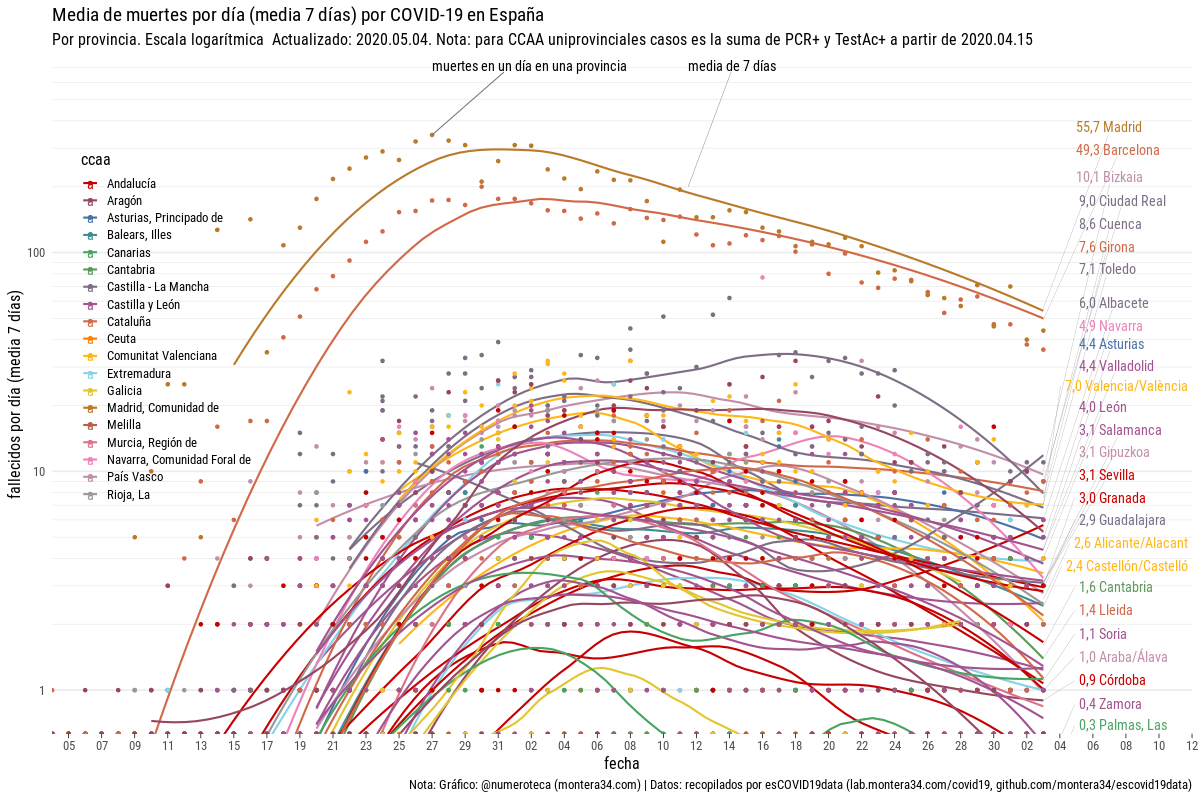 Media de muertes por día (media 7 días) por COVID-19 en España
Por provincia. Escala logarítmica  Actualizado: 2020.05.04. Nota: para CCAA uniprovinciales casos es la suma de PCR+ y TestAc+ a partir de 2020.04.15
muertes en un día en una provincia
media de 7 días
fallecidos por día (media  7 días)
100
10
1
ccaa
Andalucía
Aragón
Asturias, Principado de
Balears, Illes
Canarias
Cantabria
Castilla - La Mancha
Castilla y León
Cataluña
Ceuta
Comunitat Valenciana
Extremadura
Galicia
Madrid, Comunidad de
Melilla
Murcia, Región de
Navarra, Comunidad Foral de
País Vasco
Rioja, La
55,7 Madrid
49,3 Barcelona
10,1 Bizkaia
9,0 Ciudad Real
8,6 Cuenca
7,6 Girona
7,1 Toledo
6,0 Albacete
4,9 Navarra
4,4 Asturias
4,4 Valladolid
7,0 Valencia/València
4,0 León
3,1 Salamanca
3,1 Gipuzkoa
3,1 Sevilla
3,0 Granada
2,9 Guadalajara
2,6 Alicante/Alacant
2,4 Castellón/Castelló
1,6 Cantabria
1,4 Lleida
1,1 Soria
1,0 Araba/Álava
0,9 Córdoba
0,4 Zamora
0,3 Palmas, Las
05 07 09 11 13 15 17 19 21 23 25 27 29 31 02 04 06 08 10 12 14 16 18 20 22 24 26 28 30 02 04 06 08 10 12
fecha
Nota: Gráfico: @numeroteca (montera34.com) | Datos: recopilados por esCOVID19data (lab.montera34.com/covid19, github.com/montera34/escovid19data)